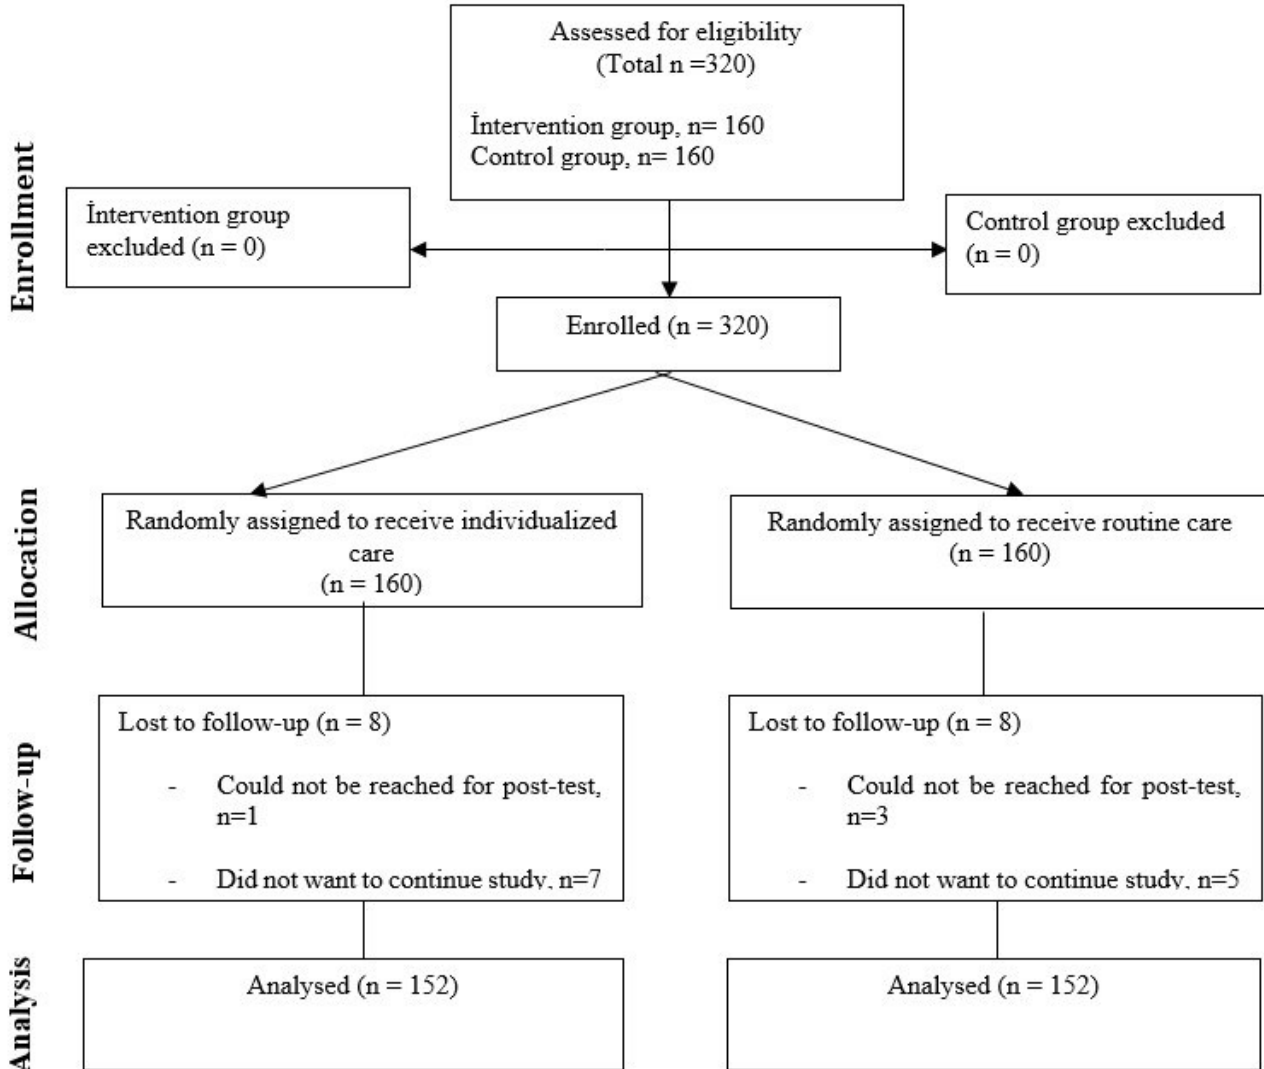 Assessed for eligibility
(Total n =320)
İntervention group, n= 160
Control group, n= 160
Enrollment
İntervention group
excluded (n = 0)
Control group excluded
(n = 0)
Enrolled (n = 320)
Allocation
Randomly assigned to receive individualized
care
(n = 160)
Randomly assigned to receive routine care
(n = 160)
Follow-up
Lost to follow-up (n = 8)
- Could not be reached for post-test,
n=1
- Did not want to continue study, n=7
Lost to follow-up (n = 8)
- Could not be reached for post-test,
n=3
- Did not want to continue study, n=5
Analysis
Analysed (n = 152)
Analysed (n = 152)